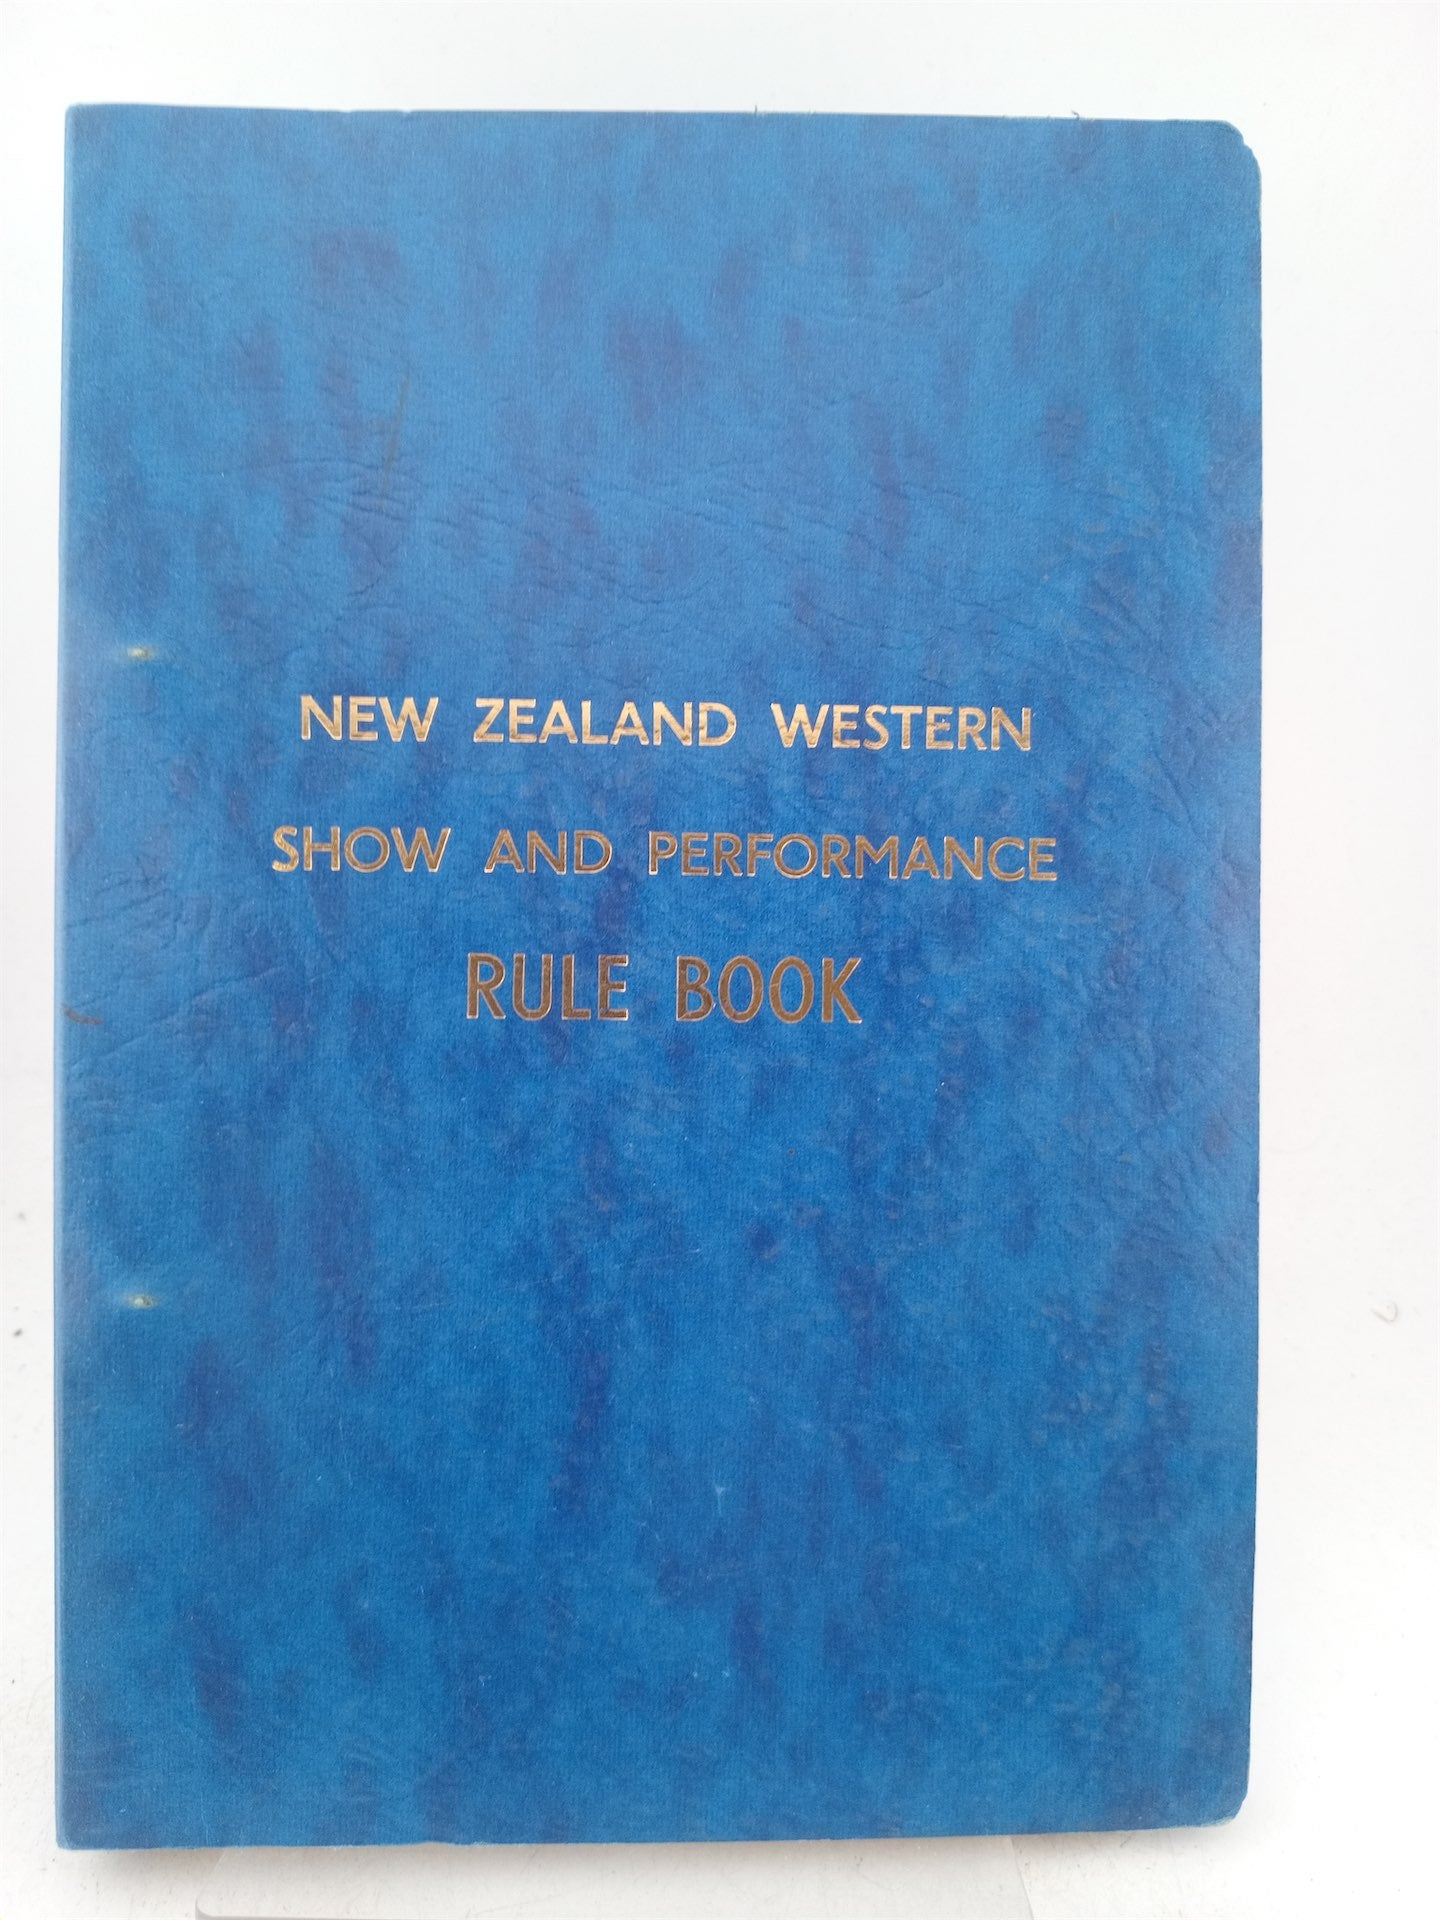 NEW ZEALAND WESTERN
SHOW AND PERFORMANCE
RULE BOOK